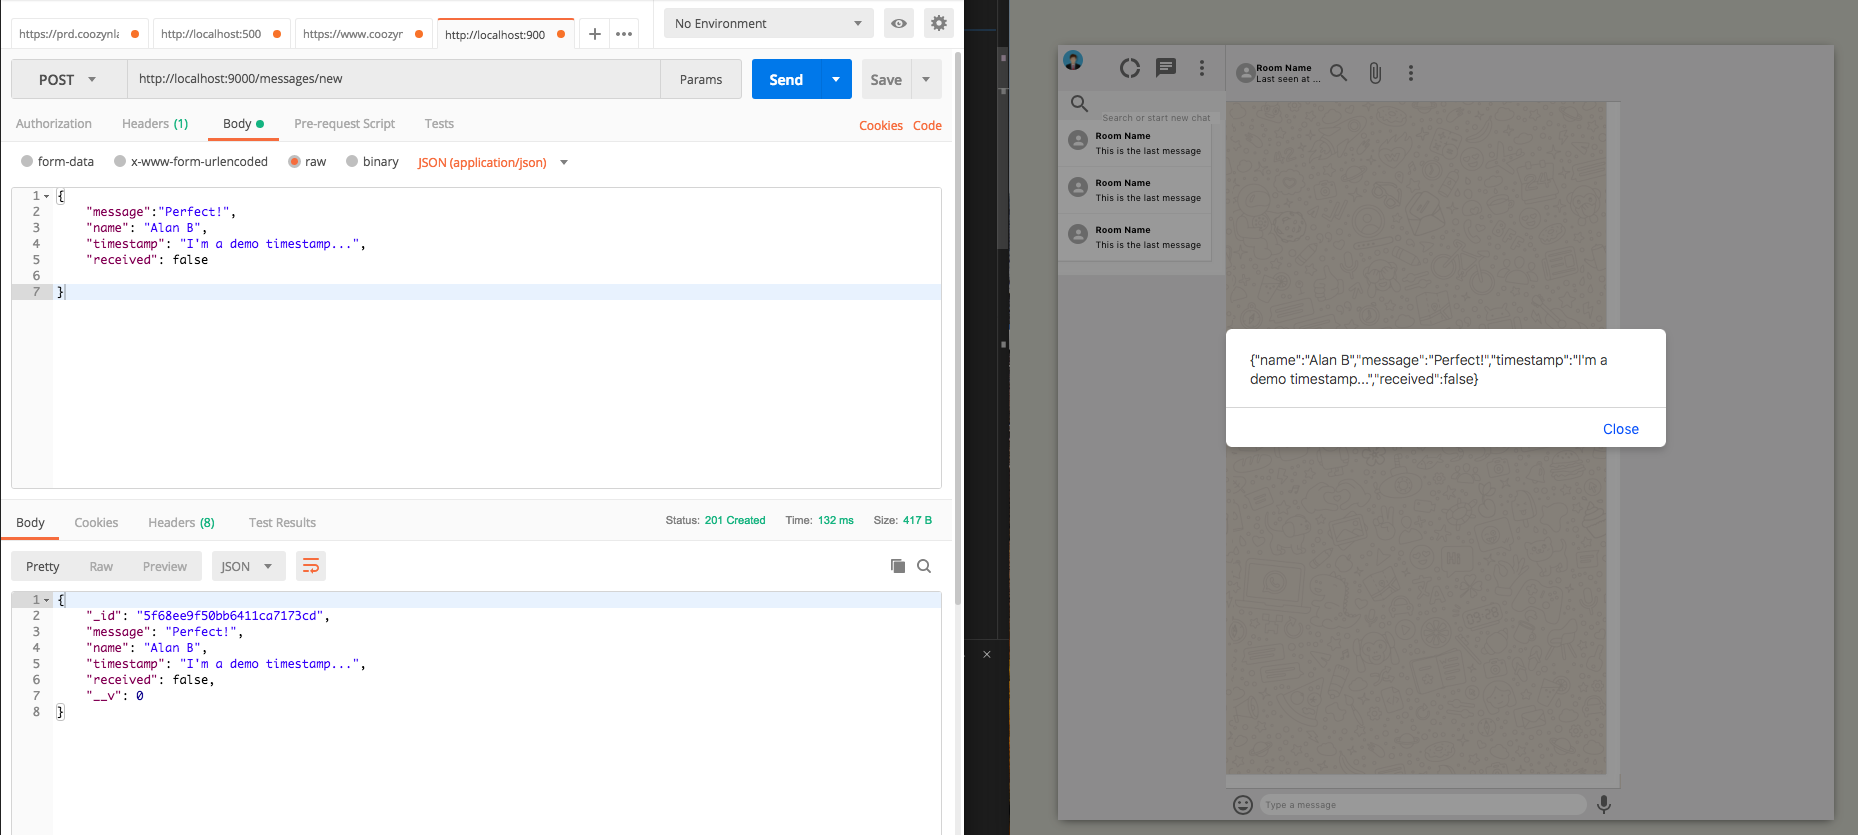 https://prd.coozynla
http://localhost:500
https://www.coozyr
http://localhost:900
No Environment
POST
http://localhost:9000/messages/new
Params
Send
Save
Authorization
Headers (1)
Body
Pre-request Script
Tests
Cookies
Code
form-data
x-www-form-urlencoded
raw
binary
JSON (application/json)
1 {
2 "message":"Perfect!",
3 "name": "Alan B",
4 "timestamp": "I'm a demo timestamp...",
5 "received": false
6
7 }
Body
Cookies
Headers (8)
Test Results
Status: 201 Created
Time: 132 ms
Size: 417 B
Pretty
Raw
Preview
JSON
1 {
2 "_id": "5f68ee9f50bb6411ca7173cd",
3 "message": "Perfect!",
4 "name": "Alan B",
5 "timestamp": "I'm a demo timestamp...",
6 "received": false,
7 "__v": 0
8 }
Search or start new chat
Room Name
This is the last message
Room Name
This is the last message
Room Name
This is the last message
Room Name
Last seen at ...
{"name":"Alan B","message":"Perfect!","timestamp":"I'm a
demo timestamp...","received":false}
Close
Type a message